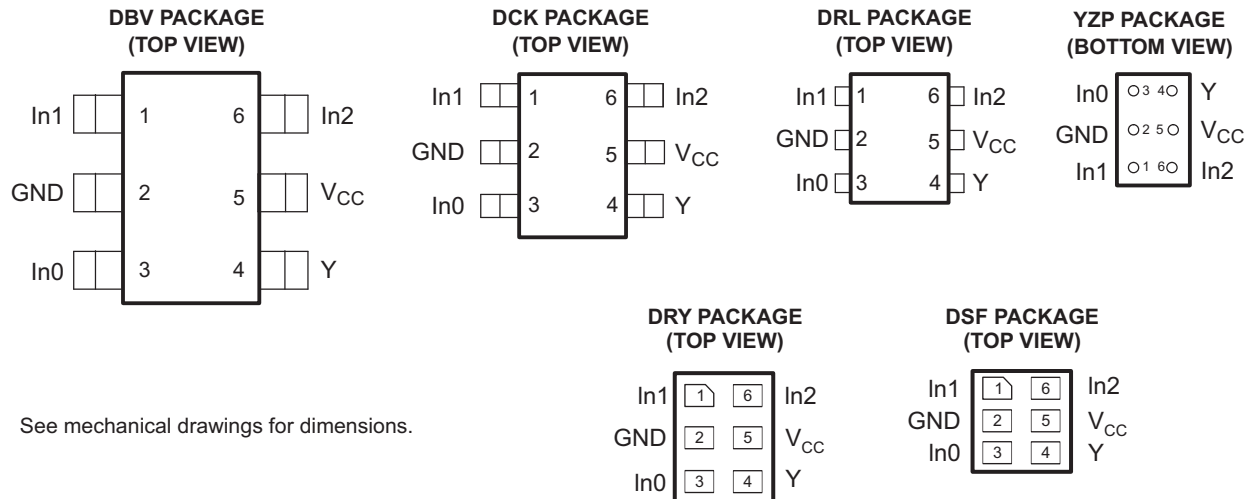 DBV PACKAGE
(TOP VIEW)
In1 1 6 In2
GND 2 5 VCC
In0 3 4 Y
DCK PACKAGE
(TOP VIEW)
In1 1 6 In2
GND 2 5 VCC
In0 3 4 Y
DRL PACKAGE
(TOP VIEW)
In1 1 6 In2
GND 2 5 VCC
In0 3 4 Y
YZP PACKAGE
(BOTTOM VIEW)
In0 3 4 Y
GND 2 5 VCC
In1 1 6 In2
See mechanical drawings for dimensions.
DRY PACKAGE
(TOP VIEW)
In1 1 6 In2
GND 2 5 VCC
In0 3 4 Y
DSF PACKAGE
(TOP VIEW)
In1 1 6 In2
GND 2 5 VCC
In0 3 4 Y